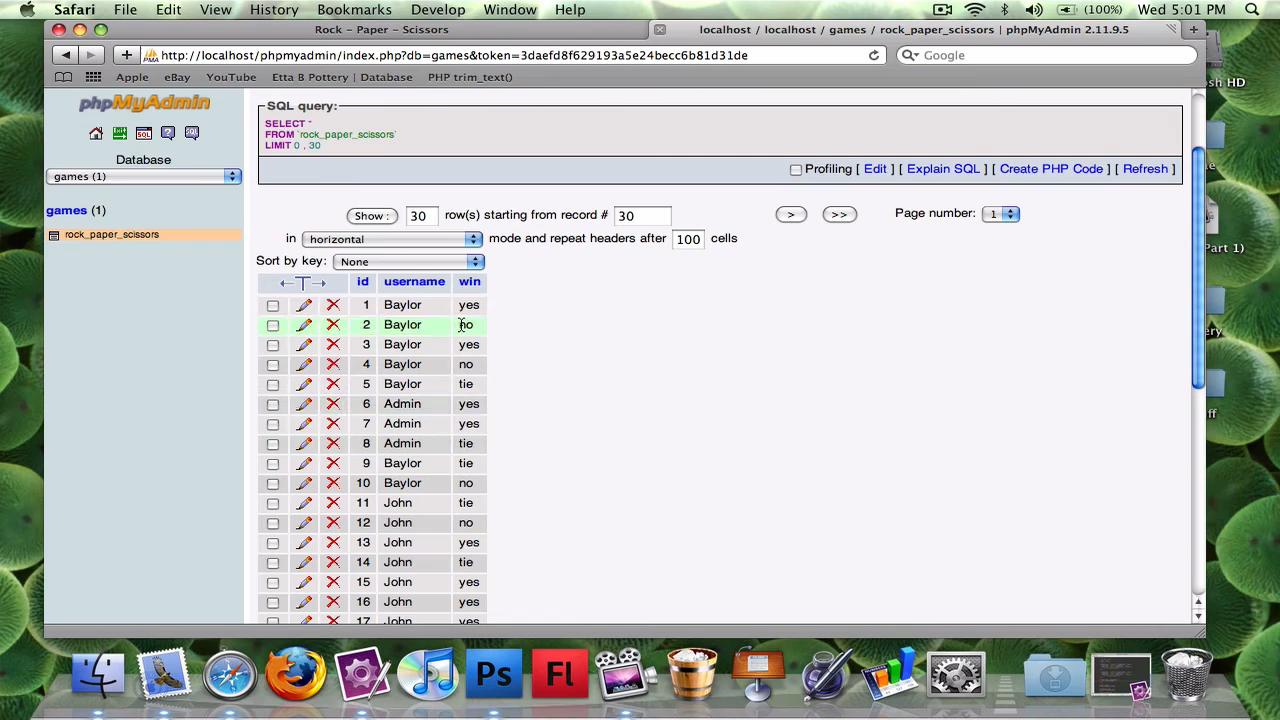 Safari File Edit View History Bookmarks Develop Window Help (100%) Wed 5:01 PM
Rock - Paper - Scissors localhost / localhost / games / rock_paper_scissors | phpMyAdmin 2.11.9.5
http://localhost/phpmyadmin/index.php?db=games&token=3daefd8f629193a5e24becc6b81d31de Google
Apple eBay YouTube Etta B Pottery | Database PHP trim_text()
phpMyAdmin
SQL
Database
games (1)
games (1)
rock_paper_scissors
SQL query:
SELECT *
FROM `rock_paper_scissors`
LIMIT 0 , 30
Profiling [ Edit ] [ Explain SQL ] [ Create PHP Code ] [ Refresh ]
Show : 30 row(s) starting from record # 30 > >> Page number: 1
in horizontal mode and repeat headers after 100 cells
Sort by key: None
←T→ id username win
1 Baylor yes
2 Baylor no
3 Baylor yes
4 Baylor no
5 Baylor tie
6 Admin yes
7 Admin yes
8 Admin tie
9 Baylor tie
10 Baylor no
11 John tie
12 John no
13 John yes
14 John tie
15 John yes
16 John yes
17 John yes
osh HD
Part 1)
Ps Fl